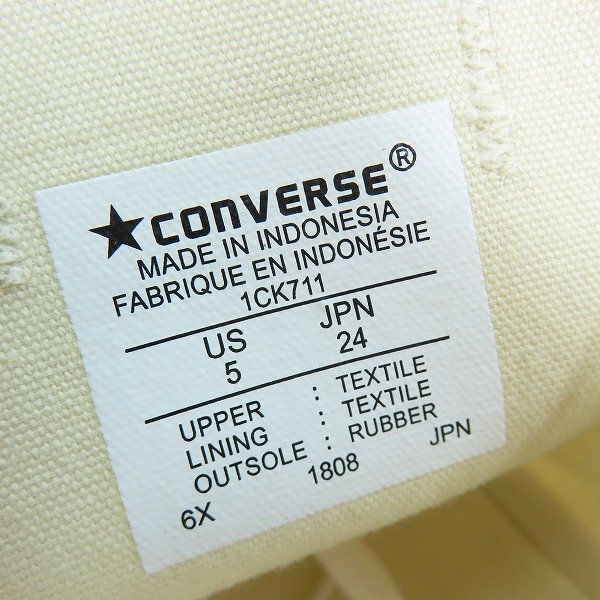 ★CONVERSE®
MADE IN INDONESIA
FABRIQUE EN INDONÉSIE
1CK711
US JPN
5 24
UPPER : TEXTILE
LINING : TEXTILE
OUTSOLE : RUBBER
6X 1808 JPN